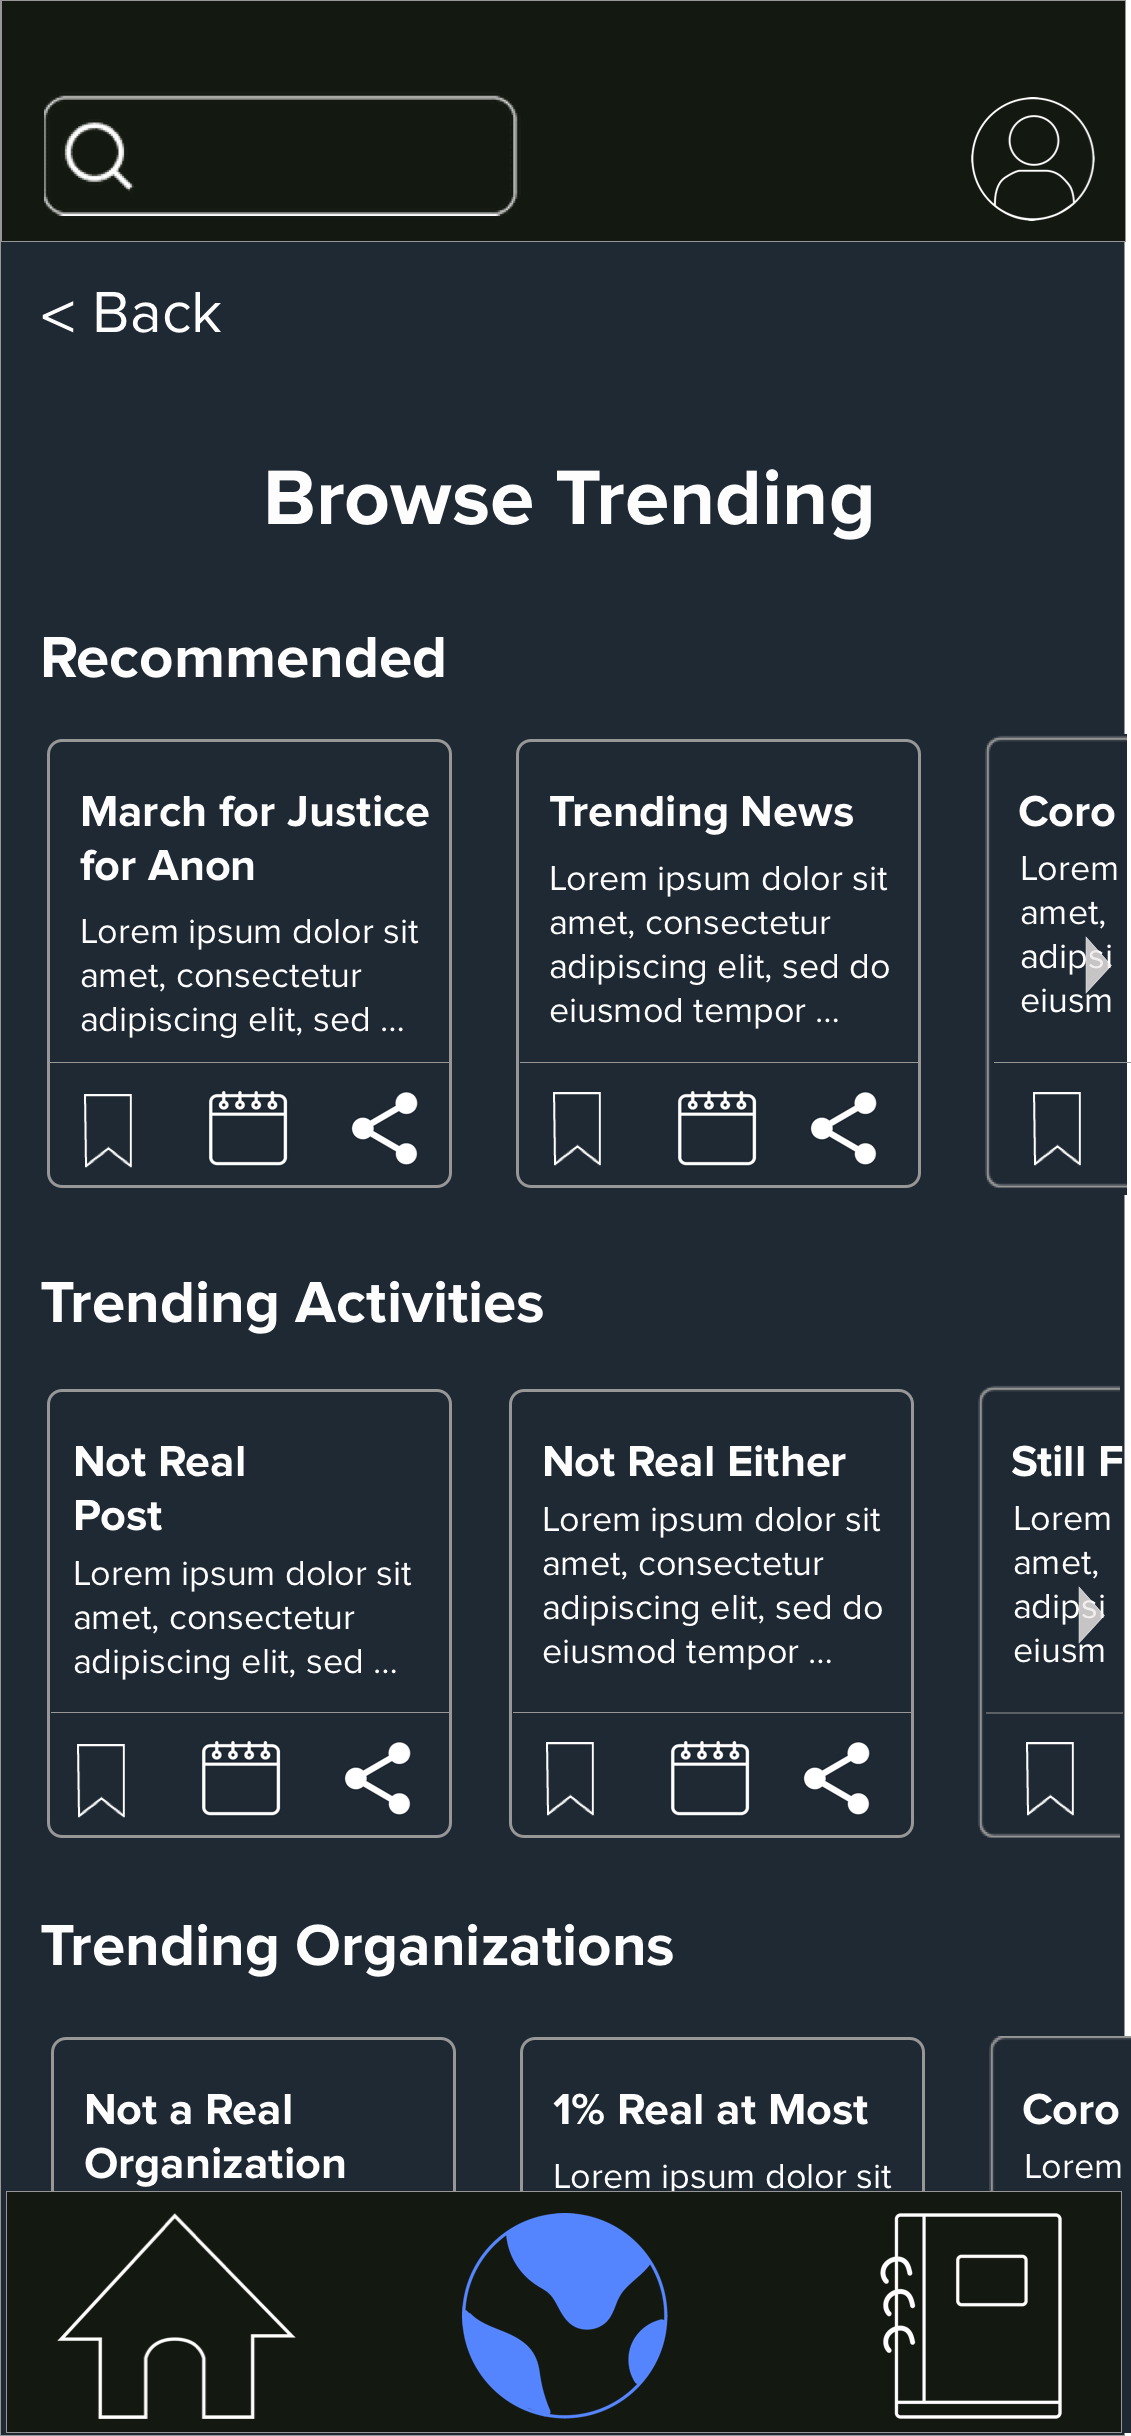 < Back
Browse Trending
Recommended
March for Justice
for Anon
Lorem ipsum dolor sit
amet, consectetur
adipiscing elit, sed ...
Trending News
Lorem ipsum dolor sit
amet, consectetur
adipiscing elit, sed do
eiusmod tempor ...
Coro
Lorem
amet,
adipsi
eiusm
Trending Activities
Not Real
Post
Lorem ipsum dolor sit
amet, consectetur
adipiscing elit, sed ...
Not Real Either
Lorem ipsum dolor sit
amet, consectetur
adipiscing elit, sed do
eiusmod tempor ...
Still F
Lorem
amet,
adipsi
eiusm
Trending Organizations
Not a Real
Organization
1% Real at Most
Lorem ipsum dolor sit
Coro
Lorem